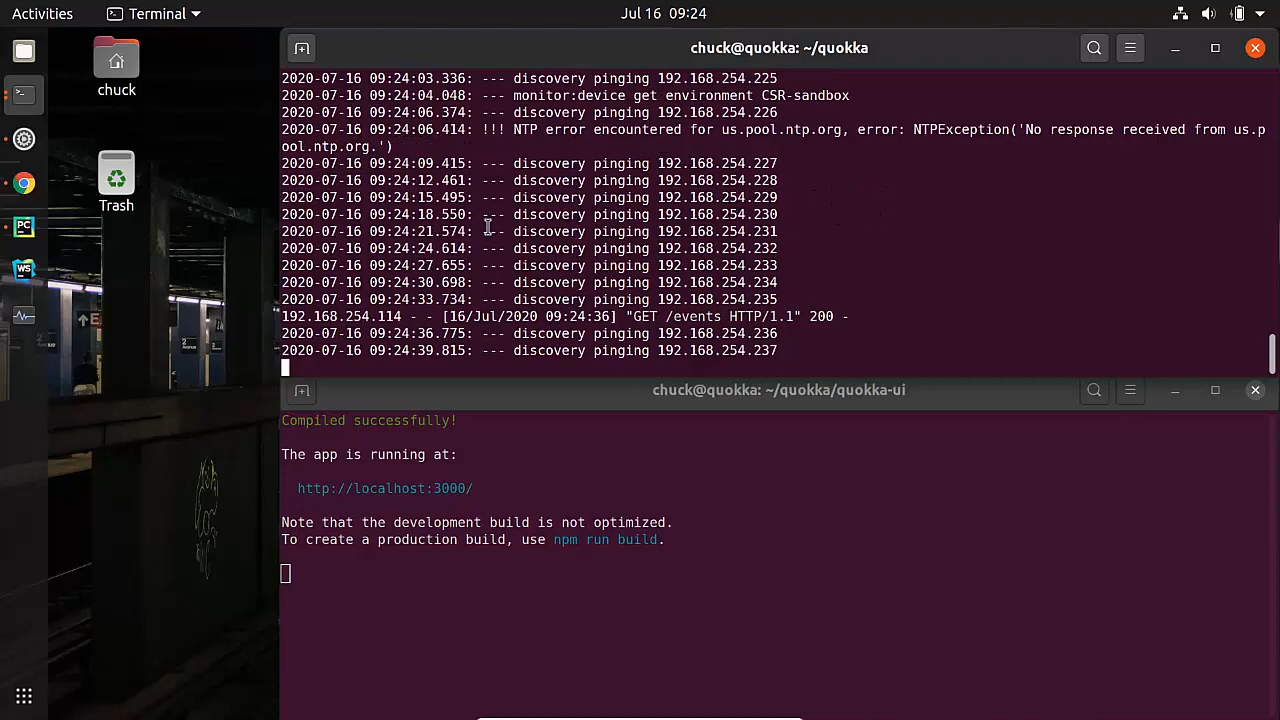 Activities
Terminal
Jul 16 09:24
chuck
Trash
chuck@quokka: ~/quokka
2020-07-16 09:24:03.336: --- discovery pinging 192.168.254.225
2020-07-16 09:24:04.048: --- monitor:device get environment CSR-sandbox
2020-07-16 09:24:06.374: --- discovery pinging 192.168.254.226
2020-07-16 09:24:06.414: !!! NTP error encountered for us.pool.ntp.org, error: NTPException('No response received from us.p
ool.ntp.org.')
2020-07-16 09:24:09.415: --- discovery pinging 192.168.254.227
2020-07-16 09:24:12.461: --- discovery pinging 192.168.254.228
2020-07-16 09:24:15.495: --- discovery pinging 192.168.254.229
2020-07-16 09:24:18.535: --- discovery pinging 192.168.254.230
2020-07-16 09:24:21.574: --- discovery pinging 192.168.254.231
2020-07-16 09:24:24.614: --- discovery pinging 192.168.254.232
2020-07-16 09:24:27.655: --- discovery pinging 192.168.254.233
2020-07-16 09:24:30.698: --- discovery pinging 192.168.254.234
2020-07-16 09:24:33.734: --- discovery pinging 192.168.254.235
192.168.254.114 - - [16/Jul/2020 09:24:36] "GET /events HTTP/1.1" 200 -
2020-07-16 09:24:36.775: --- discovery pinging 192.168.254.236
2020-07-16 09:24:39.815: --- discovery pinging 192.168.254.237
chuck@quokka: ~/quokka/quokka-ui
Compiled successfully!
The app is running at:
http://localhost:3000/
Note that the development build is not optimized.
To create a production build, use npm run build.
PC
WS